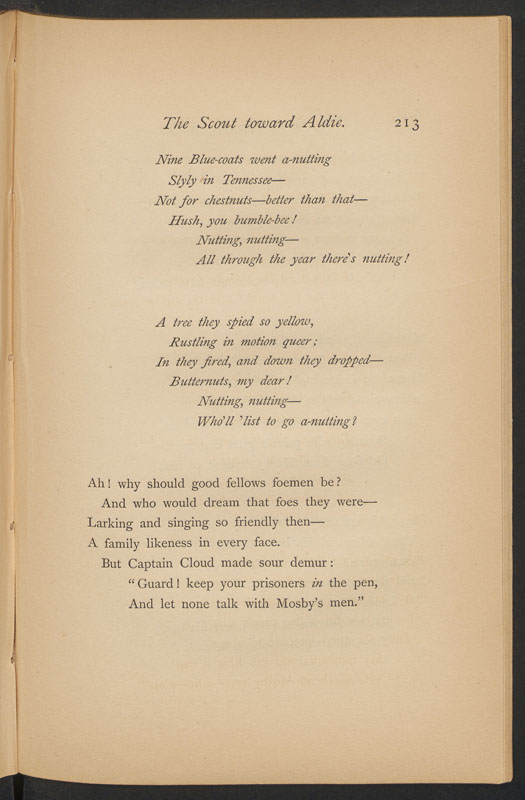 The Scout toward Aldie. 213
Nine Blue-coats went a-nutting
Slyly in Tennessee—
Not for chestnuts—better than that—
Hush, you bumble-bee!
Nutting, nutting—
All through the year there's nutting!
A tree they spied so yellow,
Rustling in motion queer;
In they fired, and down they dropped—
Butternuts, my dear!
Nutting, nutting—
Who'll 'list to go a-nutting?
Ah! why should good fellows foemen be?
And who would dream that foes they were—
Larking and singing so friendly then—
A family likeness in every face.
But Captain Cloud made sour demur:
"Guard! keep your prisoners in the pen,
And let none talk with Mosby's men."